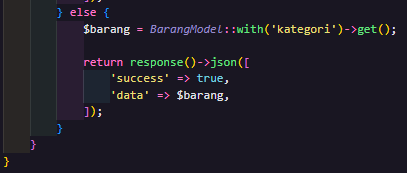 ]);
} else {
$barang = BarangModel::with('kategori')->get();
return response()->json([
'success' => true,
'data' => $barang,
]);
}
}
}